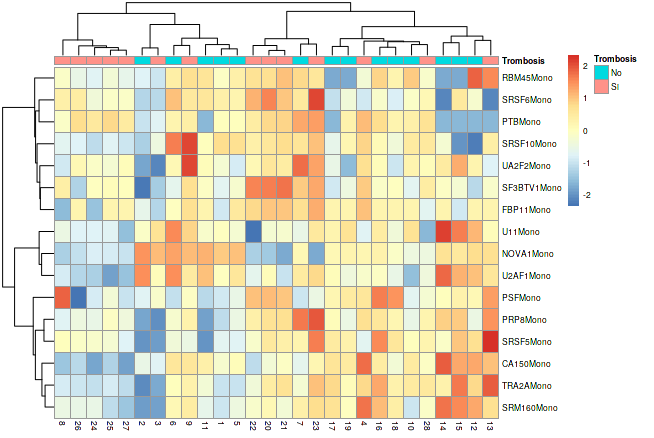 Trombosis
Trombosis
No
SI
RBM45Mono
SRSF6Mono
PTBMono
SRSF10Mono
UA2F2Mono
SF3BTV1Mono
FBP11Mono
U11Mono
NOVA1Mono
U2AF1Mono
PSFMono
PRP8Mono
SRSF5Mono
CA150Mono
TRA2AMono
SRM160Mono
2
1
0
-1
-2
8 26 24 25 27 2 3 6 9 11 1 5 22 20 21 7 23 17 19 4 16 18 10 28 14 15 12 13